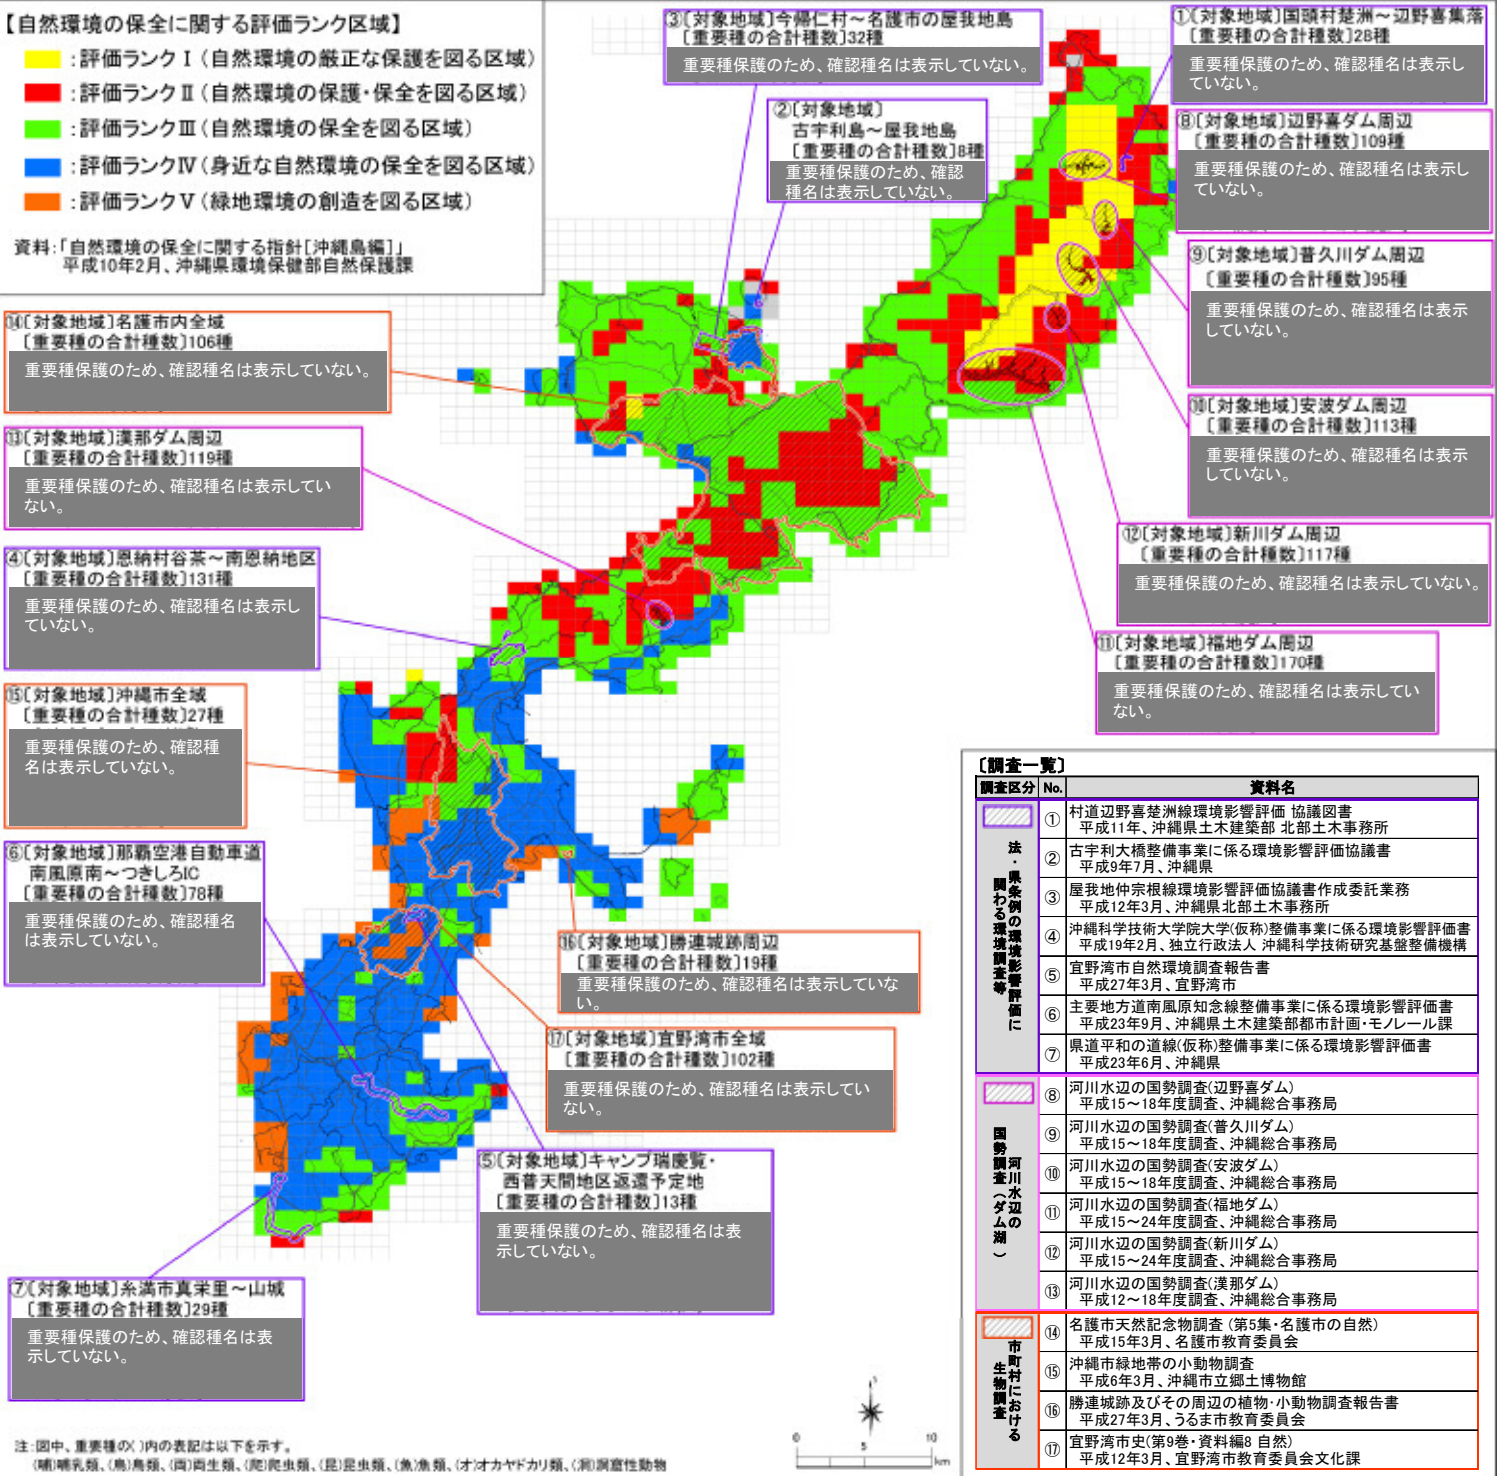 【自然環境の保全に関する評価ランク区域】
：評価ランクⅠ（自然環境の厳正な保護を図る区域）
：評価ランクⅡ（自然環境の保護・保全を図る区域）
：評価ランクⅢ（自然環境の保全を図る区域）
：評価ランクⅣ（身近な自然環境の保全を図る区域）
：評価ランクⅤ（緑地環境の創造を図る区域）
資料：「自然環境の保全に関する指針[沖縄島編]」
平成10年2月、沖縄県環境保健部自然保護課
③〔対象地域〕今帰仁村～名護市の屋我地島
〔重要種の合計種数〕32種
重要種保護のため、確認種名は表示していない。
②〔対象地域〕
古宇利島～屋我地島
〔重要種の合計種数〕8種
重要種保護のため、確認
種名は表示していない。
①〔対象地域〕国頭村楚洲～辺野喜集落
〔重要種の合計種数〕28種
重要種保護のため、確認種名は表示し
ていない。
⑧〔対象地域〕辺野喜ダム周辺
〔重要種の合計種数〕109種
重要種保護のため、確認種名は表示し
ていない。
⑨〔対象地域〕普久川ダム周辺
〔重要種の合計種数〕95種
重要種保護のため、確認種名は表示
していない。
⑩〔対象地域〕安波ダム周辺
〔重要種の合計種数〕113種
重要種保護のため、確認種名は表示
していない。
⑫〔対象地域〕新川ダム周辺
〔重要種の合計種数〕117種
重要種保護のため、確認種名は表示していない。
⑪〔対象地域〕福地ダム周辺
〔重要種の合計種数〕170種
重要種保護のため、確認種名は表示してい
ない。
⑭〔対象地域〕名護市内全域
〔重要種の合計種数〕106種
重要種保護のため、確認種名は表示していない。
⑬〔対象地域〕漢那ダム周辺
〔重要種の合計種数〕119種
重要種保護のため、確認種名は表示してい
ない。
④〔対象地域〕恩納村谷茶～南恩納地区
〔重要種の合計種数〕131種
重要種保護のため、確認種名は表示し
ていない。
⑮〔対象地域〕沖縄市全域
〔重要種の合計種数〕27種
重要種保護のため、確認種
名は表示していない。
⑥〔対象地域〕那覇空港自動車道
南風原南～つきしろIC
〔重要種の合計種数〕78種
重要種保護のため、確認種名
は表示していない。
⑯〔対象地域〕勝連城跡周辺
〔重要種の合計種数〕19種
重要種保護のため、確認種名は表示していな
い。
⑰〔対象地域〕宜野湾市全域
〔重要種の合計種数〕102種
重要種保護のため、確認種名は表示してい
ない。
⑤〔対象地域〕キャンプ瑞慶覧・
西普天間地区返還予定地
〔重要種の合計種数〕13種
重要種保護のため、確認種名は表
示していない。
⑦〔対象地域〕糸満市真栄里～山城
〔重要種の合計種数〕29種
重要種保護のため、確認種名は表
示していない。
〔調査一覧〕
調査区分 No. 資料名
法・県条例の環境影響評価に
関わる環境調査等
① 村道辺野喜楚洲線環境影響評価 協議図書
平成11年、沖縄県土木建築部 北部土木事務所
② 古宇利大橋整備事業に係る環境影響評価協議書
平成9年7月、沖縄県
③ 屋我地仲宗根線環境影響評価協議書作成委託業務
平成12年3月、沖縄県北部土木事務所
④ 沖縄科学技術大学院大学(仮称)整備事業に係る環境影響評価書
平成19年2月、独立行政法人 沖縄科学技術研究基盤整備機構
⑤ 宜野湾市自然環境調査報告書
平成27年3月、宜野湾市
⑥ 主要地方道南風原知念線整備事業に係る環境影響評価書
平成23年9月、沖縄県土木建築部都市計画・モノレール課
⑦ 県道平和の道線(仮称)整備事業に係る環境影響評価書
平成23年6月、沖縄県
河川水辺の
国勢調査（ダム湖）
⑧ 河川水辺の国勢調査(辺野喜ダム)
平成15～18年度調査、沖縄総合事務局
⑨ 河川水辺の国勢調査(普久川ダム)
平成15～18年度調査、沖縄総合事務局
⑩ 河川水辺の国勢調査(安波ダム)
平成15～18年度調査、沖縄総合事務局
⑪ 河川水辺の国勢調査(福地ダム)
平成15～24年度調査、沖縄総合事務局
⑫ 河川水辺の国勢調査(新川ダム)
平成15～24年度調査、沖縄総合事務局
⑬ 河川水辺の国勢調査(漢那ダム)
平成12～18年度調査、沖縄総合事務局
市町村における
生物調査
⑭ 名護市天然記念物調査（第5集・名護市の自然）
平成15年3月、名護市教育委員会
⑮ 沖縄市緑地帯の小動物調査
平成6年3月、沖縄市立郷土博物館
⑯ 勝連城跡及びその周辺の植物・小動物調査報告書
平成27年3月、うるま市教育委員会
⑰ 宜野湾市史(第9巻・資料編8 自然)
平成12年3月、宜野湾市教育委員会文化課
0 5 10
km
注：図中、重要種の( )内の表記は以下を示す。
(哺)哺乳類、(鳥)鳥類、(両)両生類、(爬)爬虫類、(昆)昆虫類、(魚)魚類、(オ)オカヤドカリ類、(洞)洞窟性動物